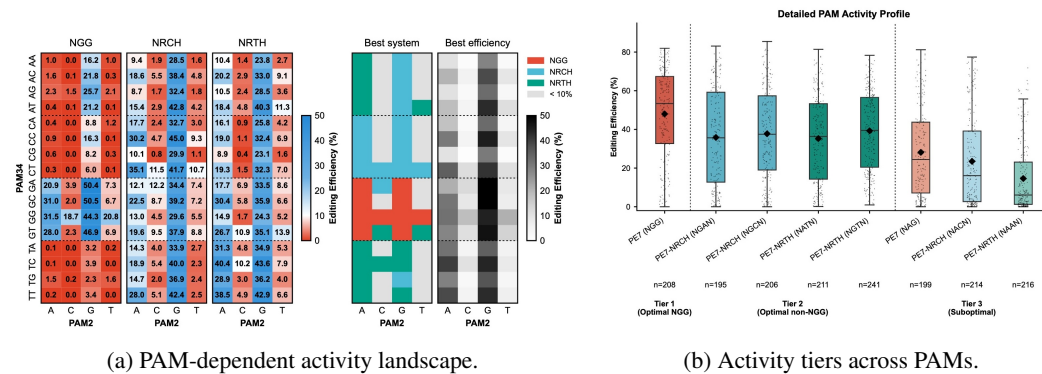 NGG NRCH NRTH
AA 1.0 0.0 16.2 1.0 9.4 1.9 28.5 1.6 10.4 1.4 23.8 2.7
AC 1.6 0.1 21.8 0.3 18.6 5.5 38.4 4.8 20.2 2.9 33.0 9.1
AG 2.3 1.5 25.7 2.1 8.7 1.7 32.4 1.8 10.5 2.4 28.5 3.6
AT 0.4 0.1 21.2 0.1 15.4 2.9 42.8 4.2 18.4 4.8 40.3 11.3
CA 0.4 0.0 8.8 1.2 17.7 2.4 32.7 3.0 16.1 0.9 25.8 4.2
CC 0.9 0.0 16.3 0.1 30.2 4.7 45.0 9.3 19.0 1.1 32.4 6.9
CG 0.6 0.0 8.2 0.3 10.1 0.8 29.9 1.1 8.9 0.4 23.1 1.6
CT 0.3 0.0 6.0 0.1 35.1 11.5 41.7 10.7 19.3 1.5 32.3 7.0
GA 20.9 3.9 50.4 7.3 12.1 12.2 34.4 7.4 17.7 6.9 33.5 8.6
GC 31.0 2.0 50.5 6.7 22.5 8.7 39.2 7.2 31.4 5.9 35.4 9.4
GG 31.5 18.7 44.3 20.8 13.0 4.5 29.6 5.5 14.9 1.7 24.3 5.2
GT 28.0 2.3 46.9 6.9 19.6 9.5 37.9 8.8 26.7 10.9 35.1 13.9
TA 0.1 0.0 3.2 0.2 14.3 4.0 33.9 2.7 31.3 4.8 34.9 5.3
TC 0.1 0.0 3.9 0.0 18.9 5.4 40.0 2.3 40.4 10.2 43.6 7.9
TG 1.5 0.2 2.3 1.6 14.7 2.0 36.9 2.4 28.9 3.0 36.2 4.0
TT 0.2 0.0 3.4 0.0 28.0 5.1 42.4 2.5 38.5 4.9 42.9 6.6
A C G T A C G T A C G T
PAM2 PAM2 PAM2
PAM34
50
40
30
20
10
0
Editing Efficiency (%)
Best system Best efficiency
NGG
NRCH
NRTH
< 10%
A C G T A C G T
PAM2 PAM2
50
40
30
20
10
0
Editing Efficiency (%)
(a) PAM-dependent activity landscape.
Detailed PAM Activity Profile
Editing Efficiency (%)
80
60
40
20
0
PE7 (NGG) PE7-NRCH (NGAN) PE7-NRCH (NGCN) PE7-NRTH (NATN) PE7-NRTH (NGTN) PE7 (NAG) PE7-NRCH (NACN) PE7-NRTH (NAAN)
n=208 n=195 n=206 n=211 n=241 n=199 n=214 n=216
Tier 1 Tier 2 Tier 3
(Optimal NGG) (Optimal non-NGG) (Suboptimal)
(b) Activity tiers across PAMs.